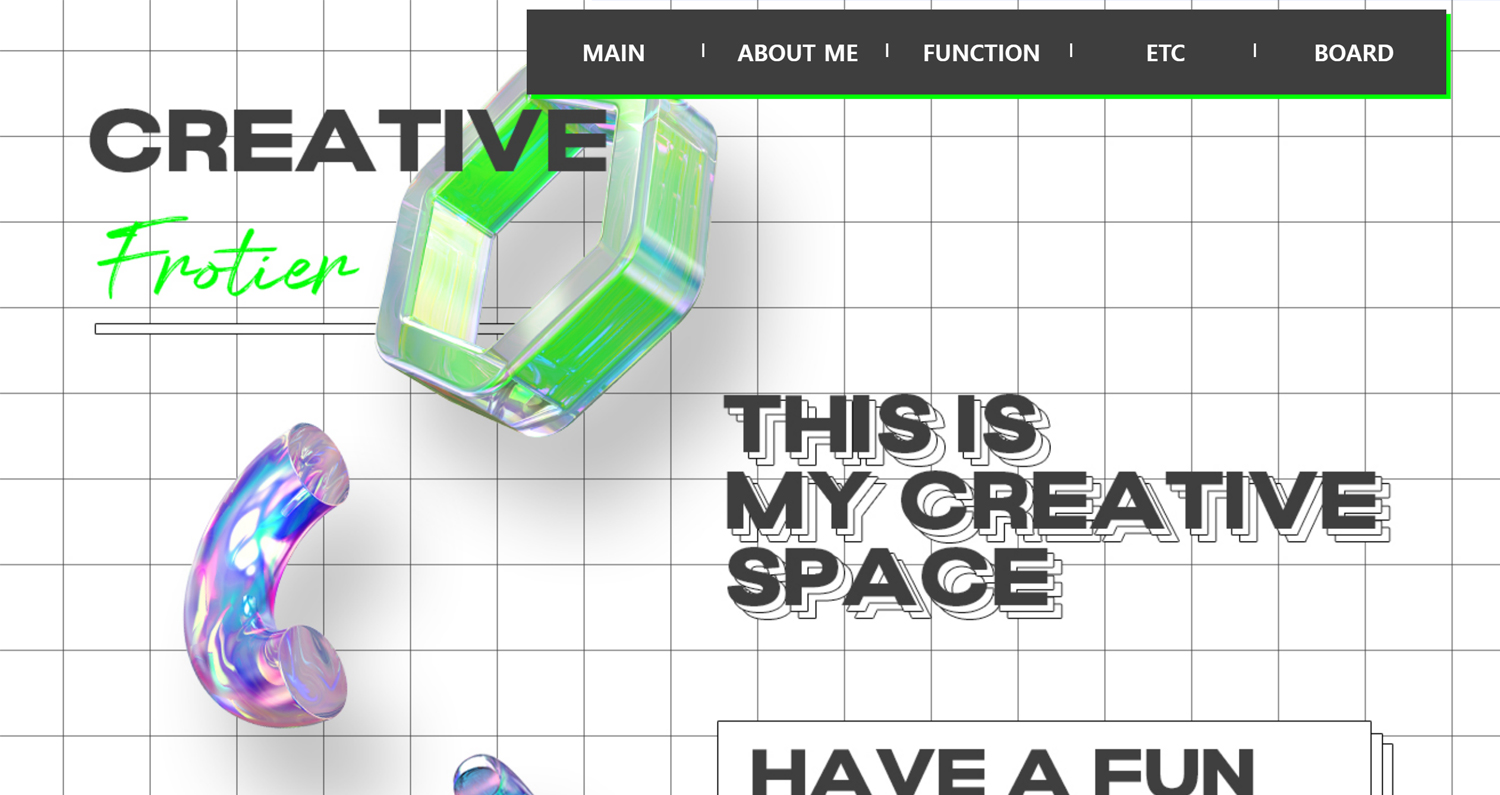 MAIN | ABOUT ME | FUNCTION | ETC | BOARD
CREATIVE
Frotier
THIS IS
MY CREATIVE
SPACE
HAVE A FUN